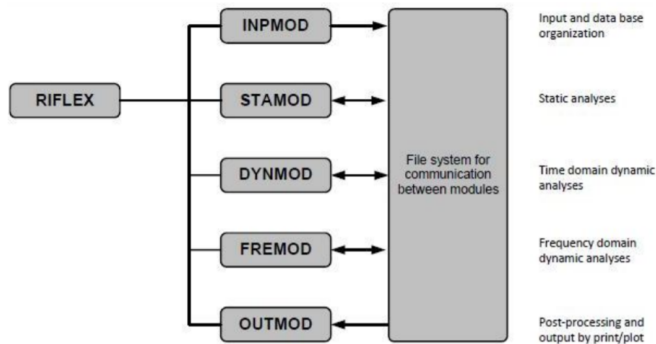 INPMOD
Input and data base
organization
RIFLEX
STAMOD
Static analyses
DYNMOD
File system for
communication
between modules
Time domain dynamic
analyses
FREMOD
Frequency domain
dynamic analyses
OUTMOD
Post-processing and
output by print/plot